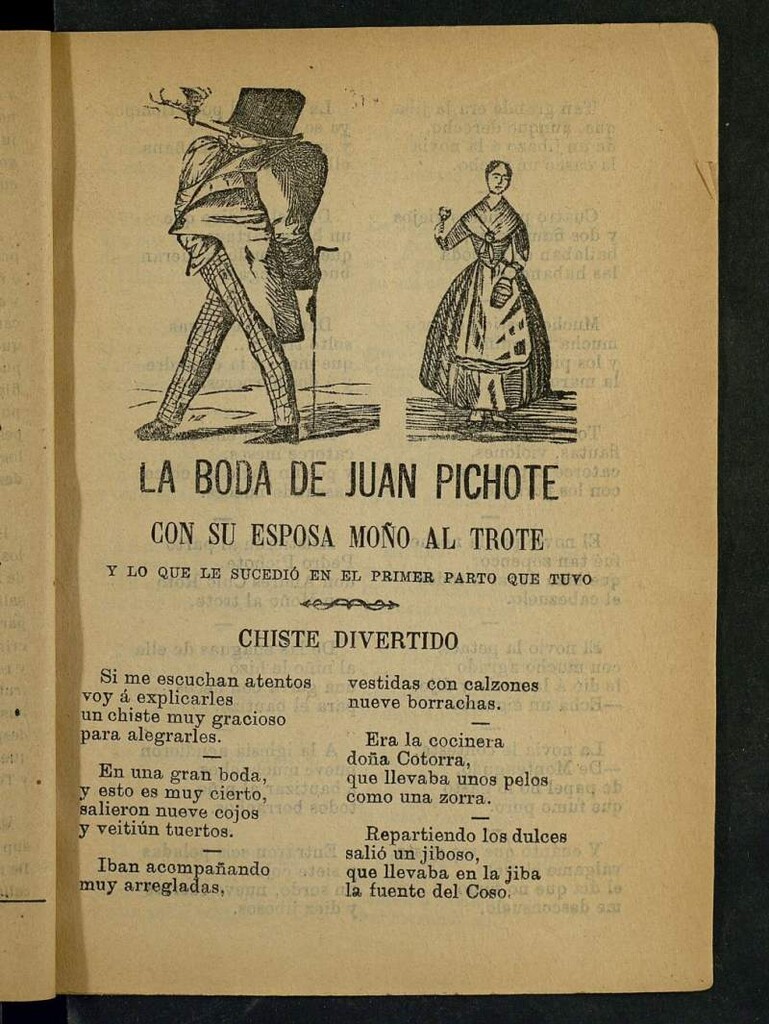 LA BODA DE JUAN PICHOTE
CON SU ESPOSA MOÑO AL TROTE
Y LO QUE LE SUCEDIÓ EN EL PRIMER PARTO QUE TUVO
CHISTE DIVERTIDO
Si me escuchan atentos
voy á explicarles
un chiste muy gracioso
para alegrarles.
En una gran boda,
y esto es muy cierto,
salieron nueve cojos
y veitiún tuertos.
Iban acompañando
muy arregladas,
vestidas con calzones
nueve borrachas.
Era la cocinera
doña Cotorra,
que llevaba unos pelos
como una zorra.
Repartiendo los dulces
salió un jiboso,
que llevaba en la jiba
la fuente del Coso.